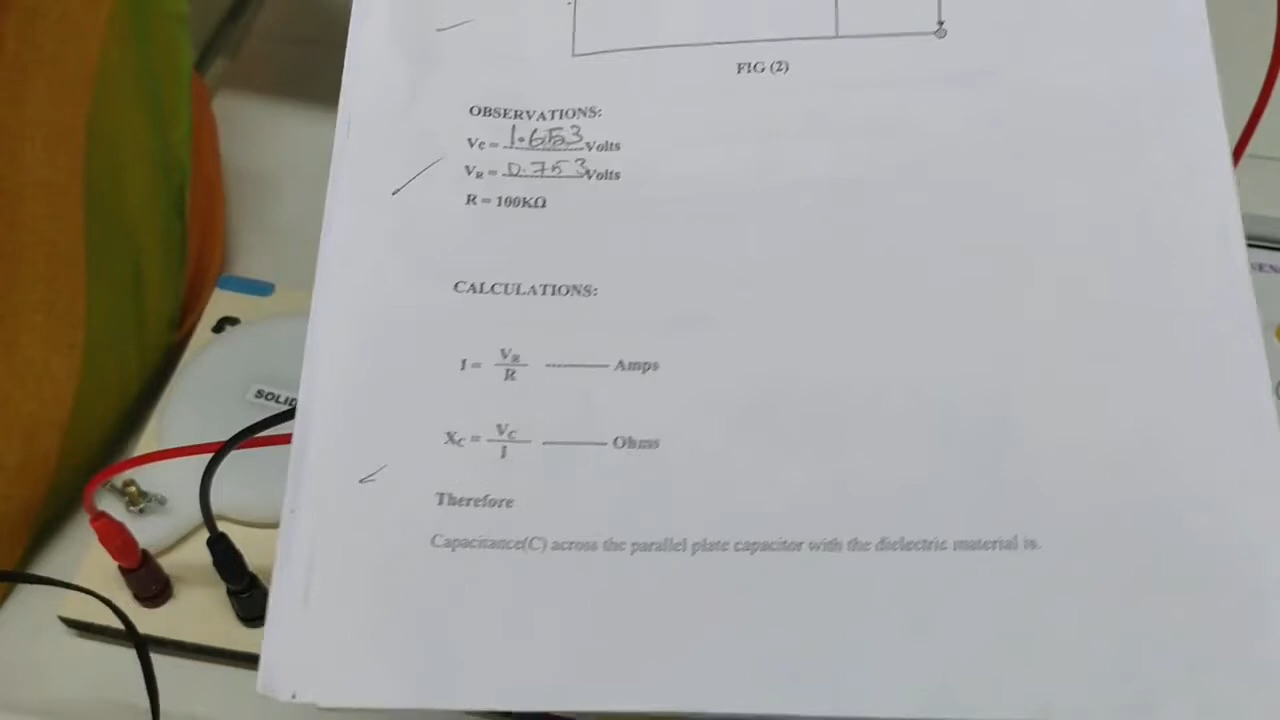 FIG (2)
OBSERVATIONS:
Vc = 1.653 Volts
VR = 0.753 Volts
R = 100KΩ
CALCULATIONS:
I = VR / R ---------- Amps
SOLID
XC = VC / I ---------- Ohms
Therefore
Capacitance(C) across the parallel plate capacitor with the dielectric material is.